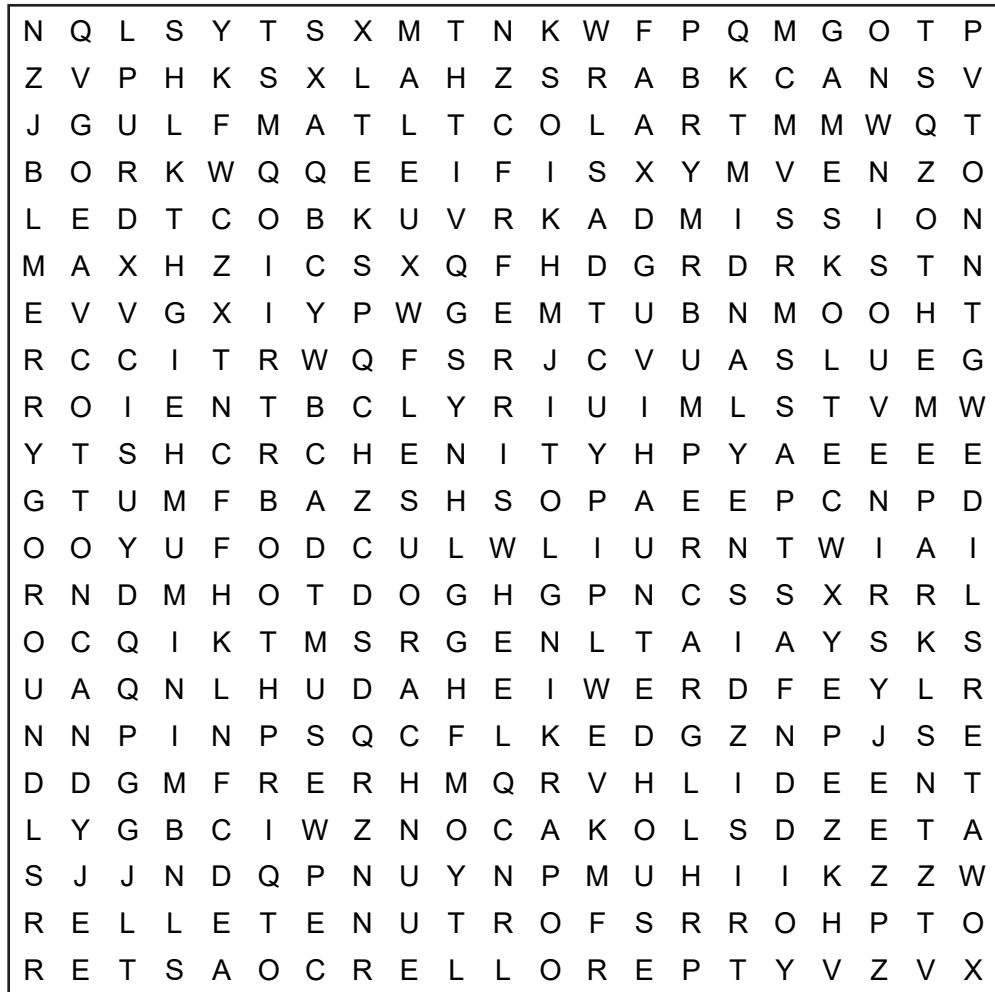 N Q L S Y T S X M T N K W F P Q M G O T P
Z V P H K S X L A H Z S R A B K C A N S V
J G U L F M A T L T C O L A R T M M W Q T
B O R K W Q Q E E I F I S X Y M V E N Z O
L E D T C O B K U V R K A D M I S S I O N
M A X H Z I C S X Q F H D G R D R K S T N
E V V G X I Y P W G E M T U B N M O O H T
R C C I T R W Q F S R J C V U A S L U E G
R O I E N T B C L Y R I U I M L S T V M W
Y T S H C R C H E N I T Y H P Y A E E E E
G T U M F B A Z S H S O P A E E P C N P D
O O Y U F O D C U L W L I U R N T W I A I
R N D M H O T D O G H G P N C S S X R R L
O C Q I K T M S R G E N L T A I A Y S K S
U A Q N L H U D A H E I W E R D F E Y L R
N N P I N P S Q C F L K E D G Z N P J S E
D D G M F R E R H M Q R V H L I D E E N T
L Y G B C I W Z N O C A K O L S D Z E T A
S J J N D Q P N U Y N P M U H I I K Z Z W
R E L L E T E N U T R O F S R R O H P T O
R E T S A O C R E L L O R E P T Y V Z V X